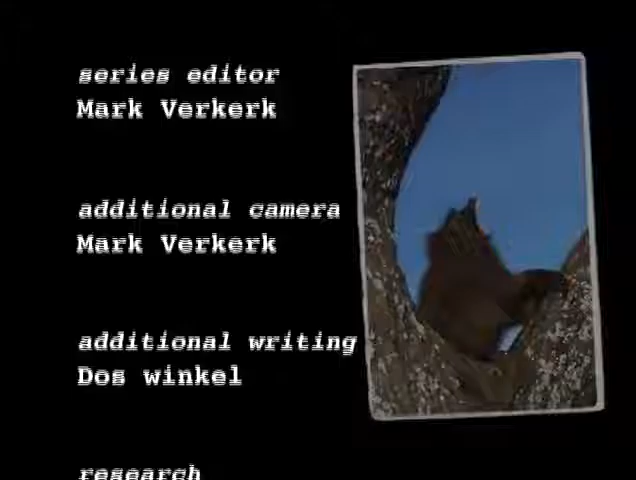 series editor
Mark Verkerk
additional camera
Mark Verkerk
additional writing
Dos winkel
research